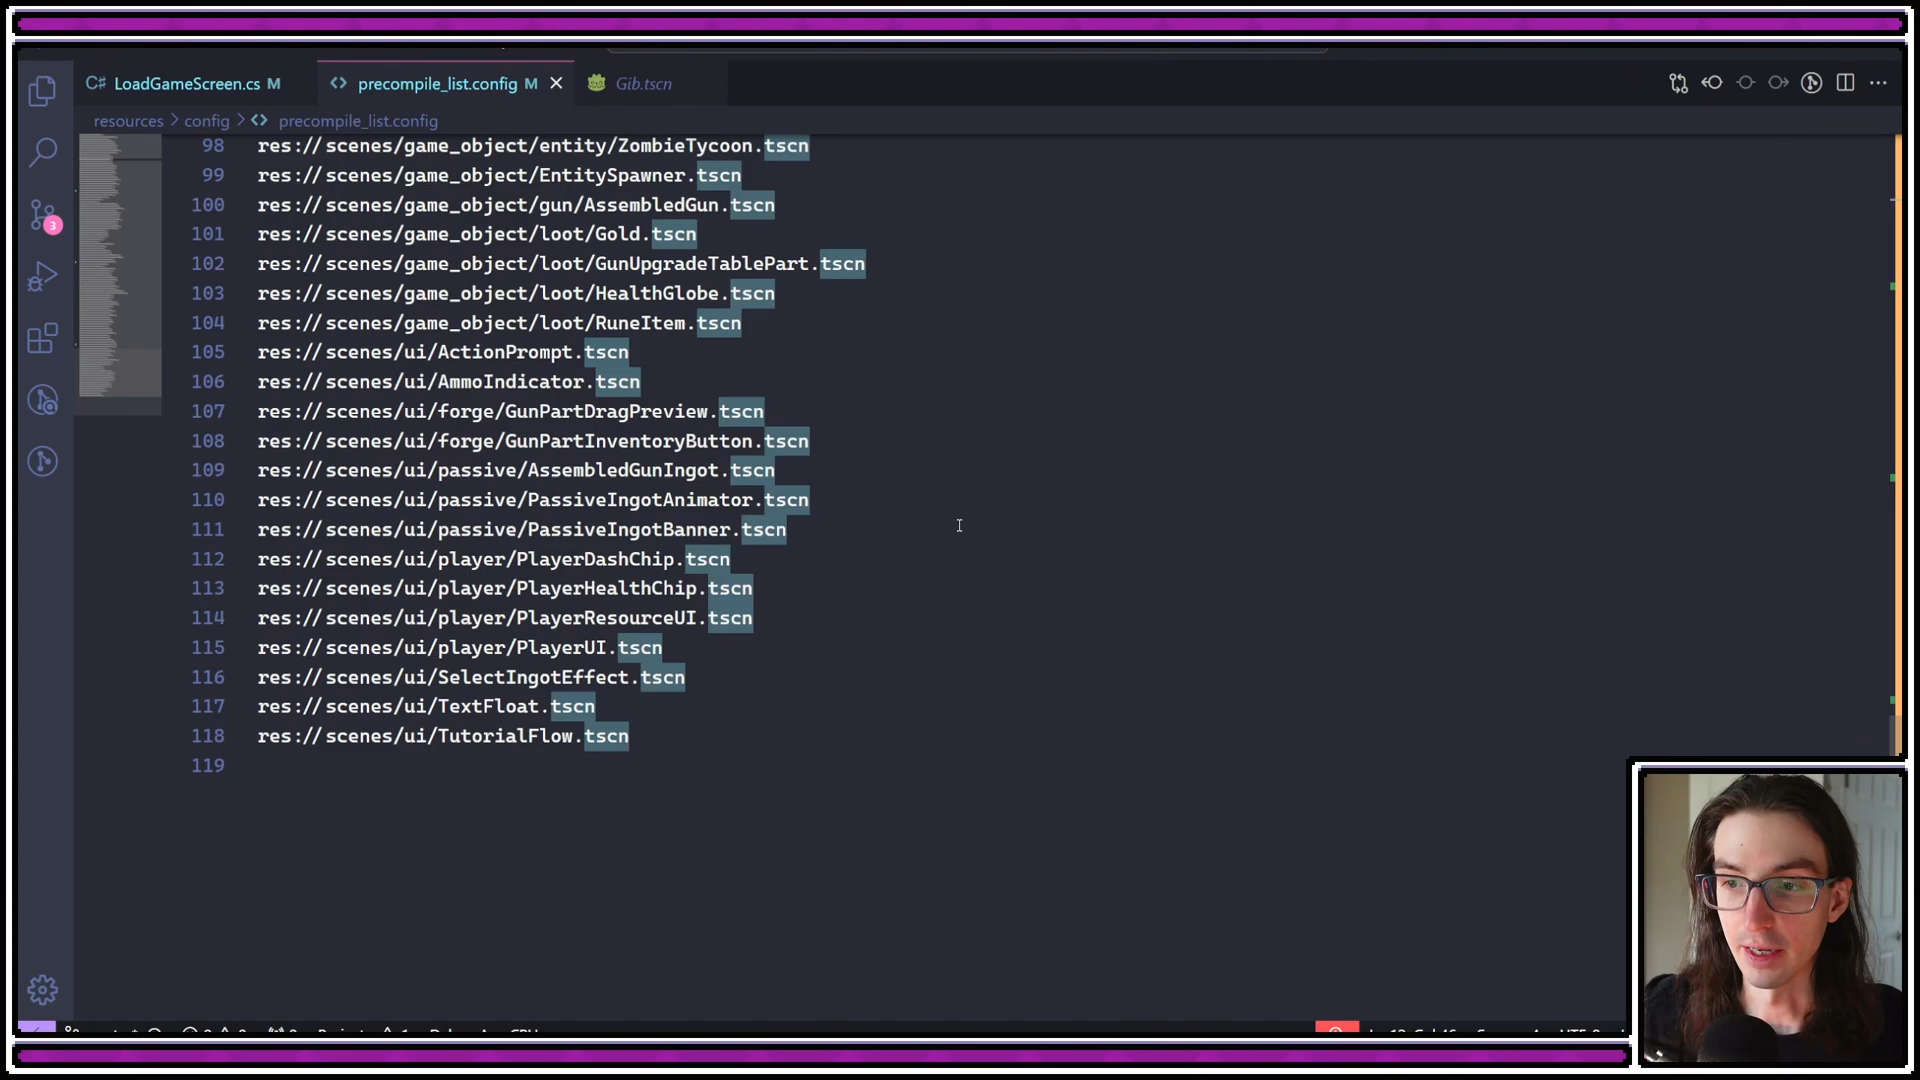 LoadGameScreen.cs M
precompile_list.config M
Gib.tscn
resources > config > precompile_list.config
3
98 res://scenes/game_object/entity/ZombieTycoon.tscn
99 res://scenes/game_object/EntitySpawner.tscn
100 res://scenes/game_object/gun/AssembledGun.tscn
101 res://scenes/game_object/loot/Gold.tscn
102 res://scenes/game_object/loot/GunUpgradeTablePart.tscn
103 res://scenes/game_object/loot/HealthGlobe.tscn
104 res://scenes/game_object/loot/RuneItem.tscn
105 res://scenes/ui/ActionPrompt.tscn
106 res://scenes/ui/AmmoIndicator.tscn
107 res://scenes/ui/forge/GunPartDragPreview.tscn
108 res://scenes/ui/forge/GunPartInventoryButton.tscn
109 res://scenes/ui/passive/AssembledGunIngot.tscn
110 res://scenes/ui/passive/PassiveIngotAnimator.tscn
111 res://scenes/ui/passive/PassiveIngotBanner.tscn
112 res://scenes/ui/player/PlayerDashChip.tscn
113 res://scenes/ui/player/PlayerHealthChip.tscn
114 res://scenes/ui/player/PlayerResourceUI.tscn
115 res://scenes/ui/player/PlayerUI.tscn
116 res://scenes/ui/SelectIngotEffect.tscn
117 res://scenes/ui/TextFloat.tscn
118 res://scenes/ui/TutorialFlow.tscn
119